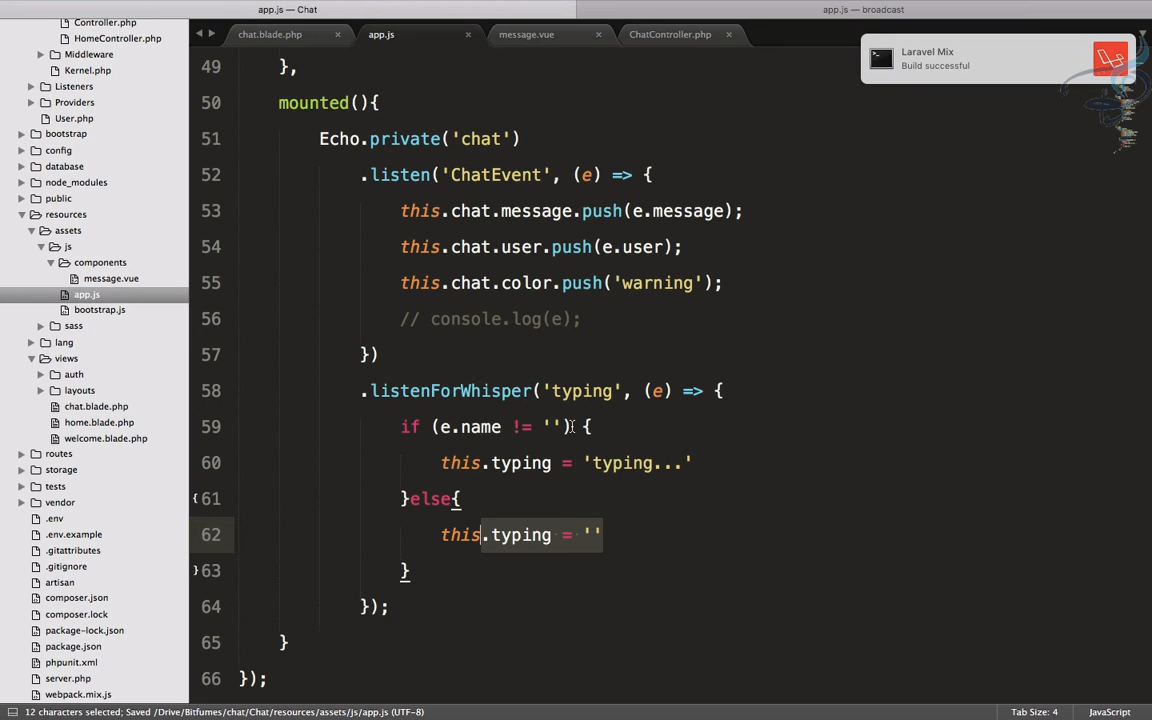 app.js — Chat
app.js — broadcast
chat.blade.php ×
app.js ×
message.vue ×
ChatController.php ×
Laravel Mix
Build successful
Controller.php
HomeController.php
Middleware
Kernel.php
Listeners
Providers
User.php
bootstrap
config
database
node_modules
public
resources
assets
js
components
message.vue
app.js
bootstrap.js
sass
lang
views
auth
layouts
chat.blade.php
home.blade.php
welcome.blade.php
routes
storage
tests
vendor
.env
.env.example
.gitattributes
.gitignore
artisan
composer.json
composer.lock
package-lock.json
package.json
phpunit.xml
readme.md
server.php
webpack.mix.js
49 },
50 mounted(){
51 Echo.private('chat')
52 .listen('ChatEvent', (e) => {
53 this.chat.message.push(e.message);
54 this.chat.user.push(e.user);
55 this.chat.color.push('warning');
56 // console.log(e);
57 })
58 .listenForWhisper('typing', (e) => {
59 if (e.name != '') {
60 this.typing = 'typing...'
61 }else{
62 this.typing = ''
63 }
64 });
65 }
66 });
12 characters selected; Saved /Drive/Bitfumes/chat/Chat/resources/assets/js/app.js (UTF-8)
Tab Size: 4
JavaScript